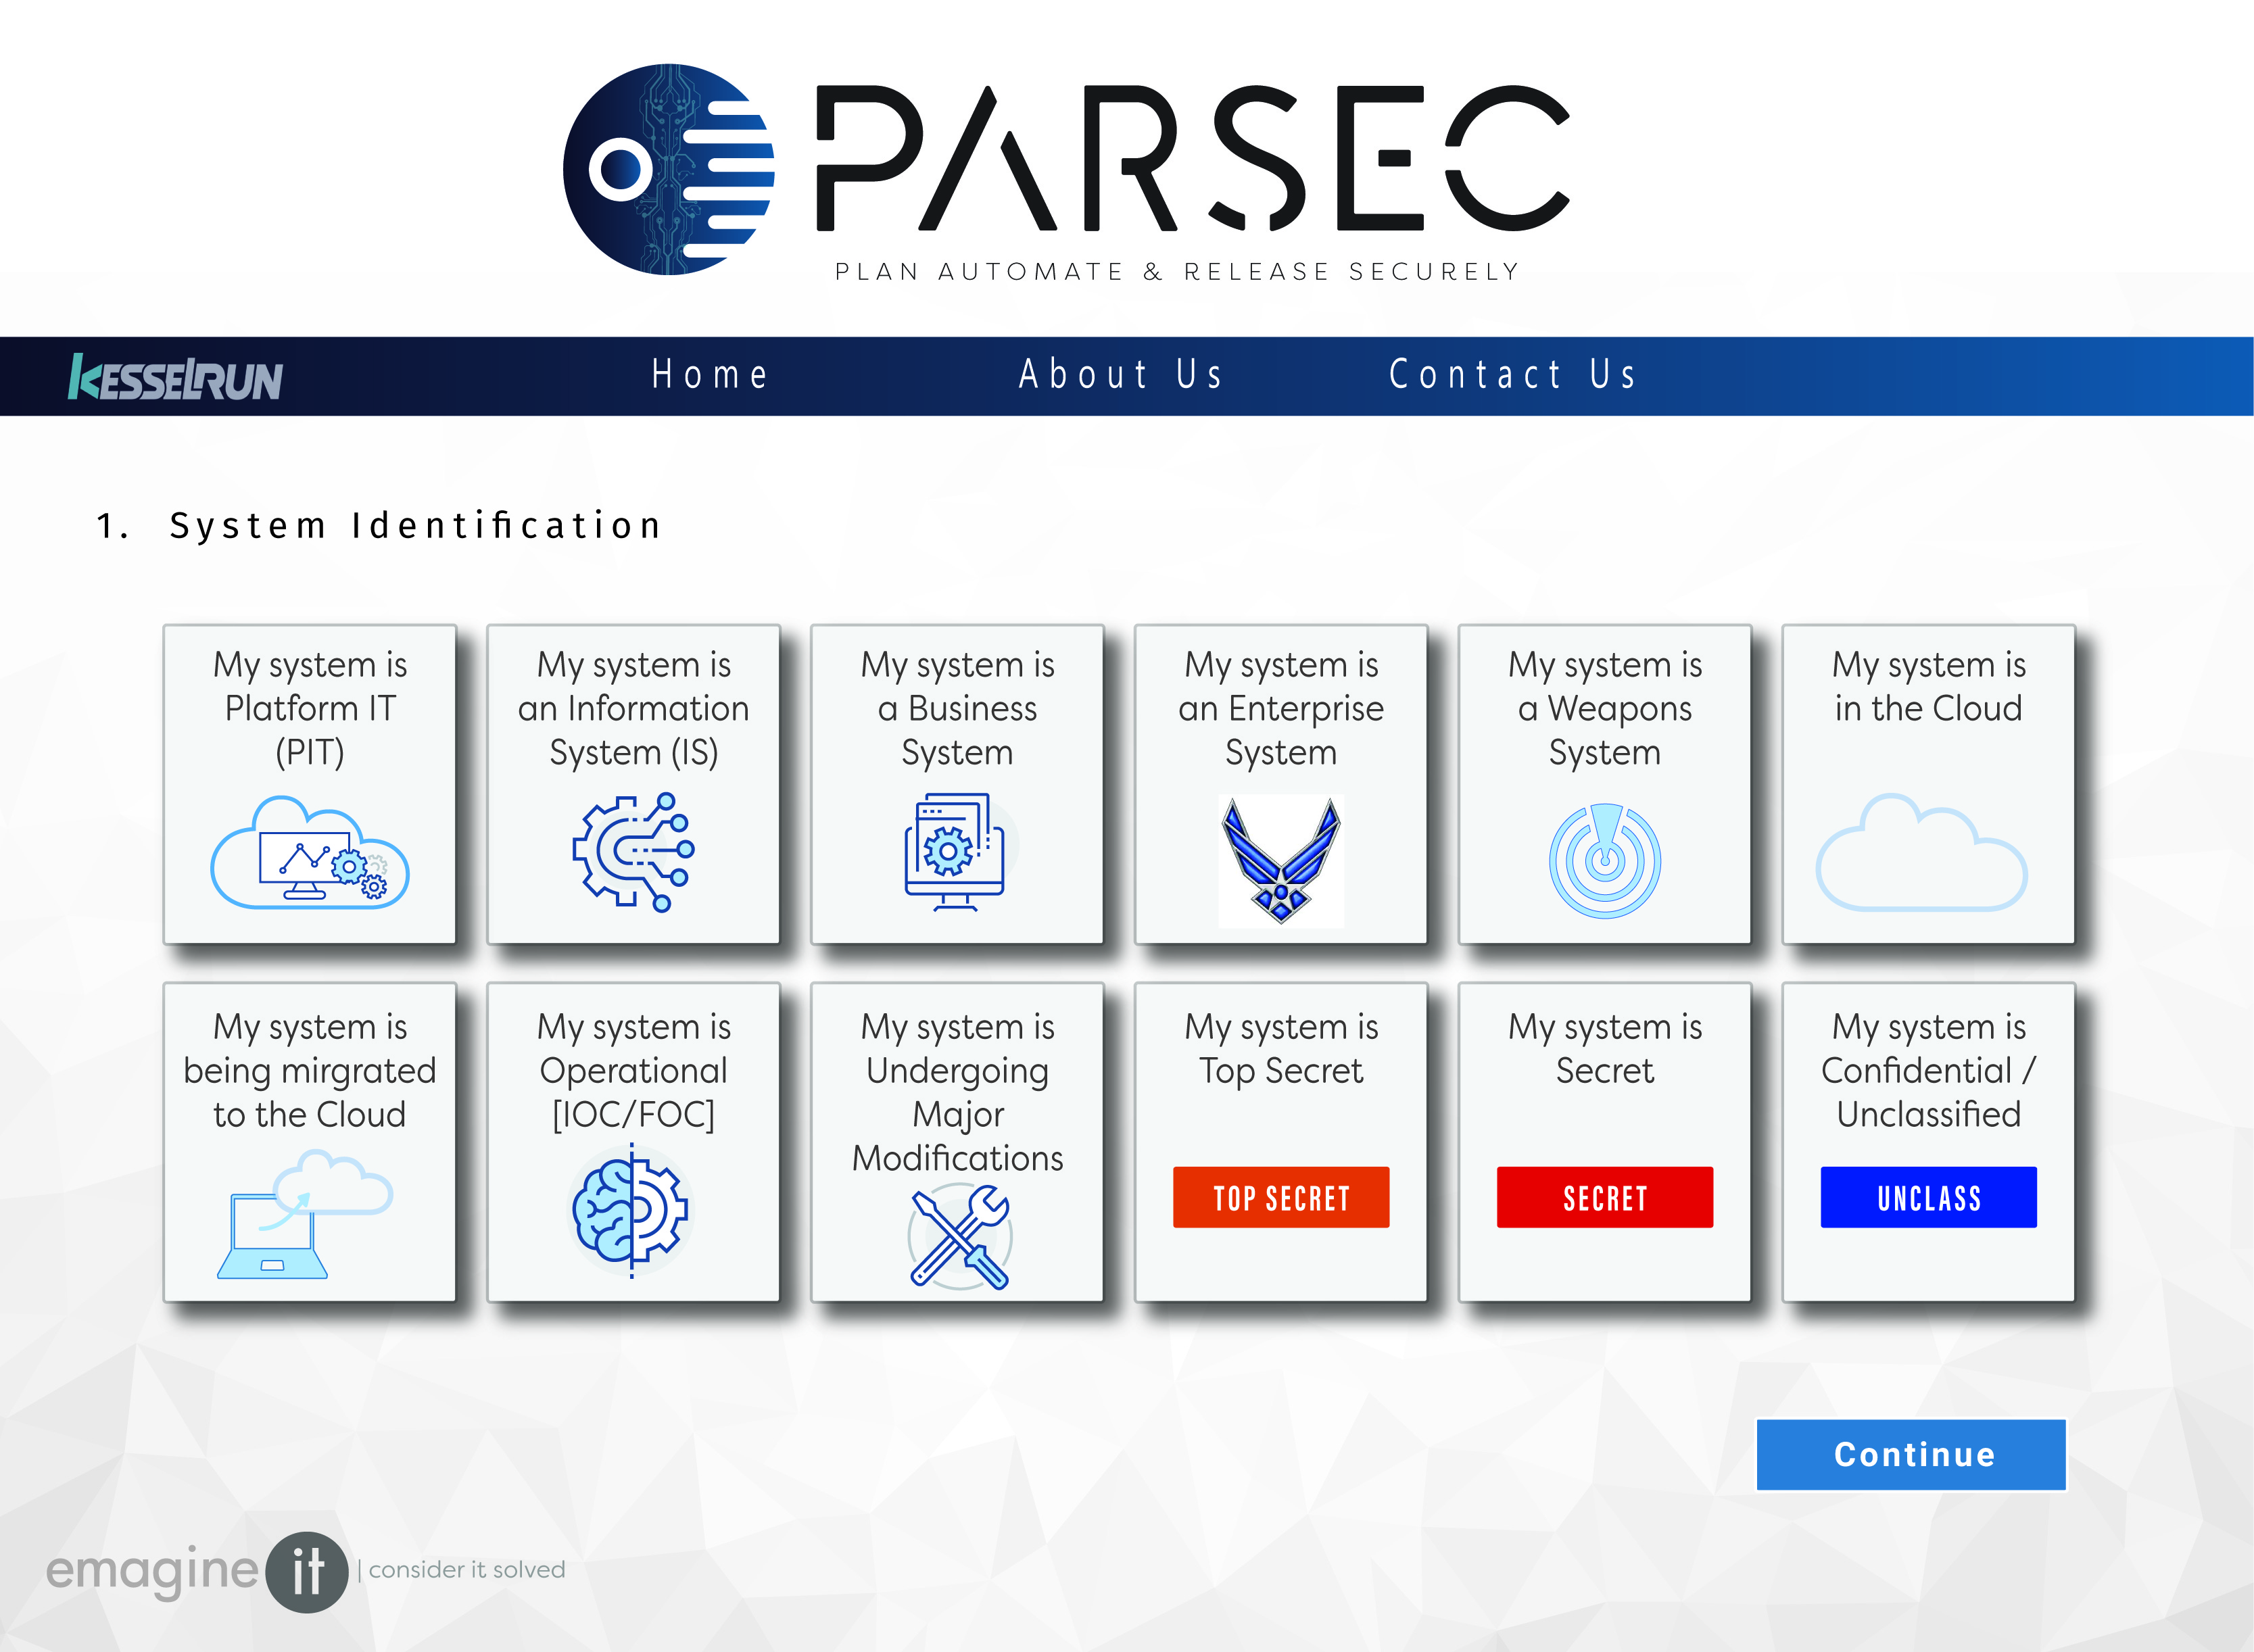 PARSEC
PLAN AUTOMATE & RELEASE SECURELY
KESSELRUN
Home
About Us
Contact Us
1. System Identification
My system is
Platform IT
(PIT)
My system is
an Information
System (IS)
My system is
a Business
System
My system is
an Enterprise
System
My system is
a Weapons
System
My system is
in the Cloud
My system is
being mirgrated
to the Cloud
My system is
Operational
[IOC/FOC]
My system is
Undergoing
Major
Modifications
My system is
Top Secret
TOP SECRET
My system is
Secret
SECRET
My system is
Confidential /
Unclassified
UNCLASS
Continue
emagine it | consider it solved